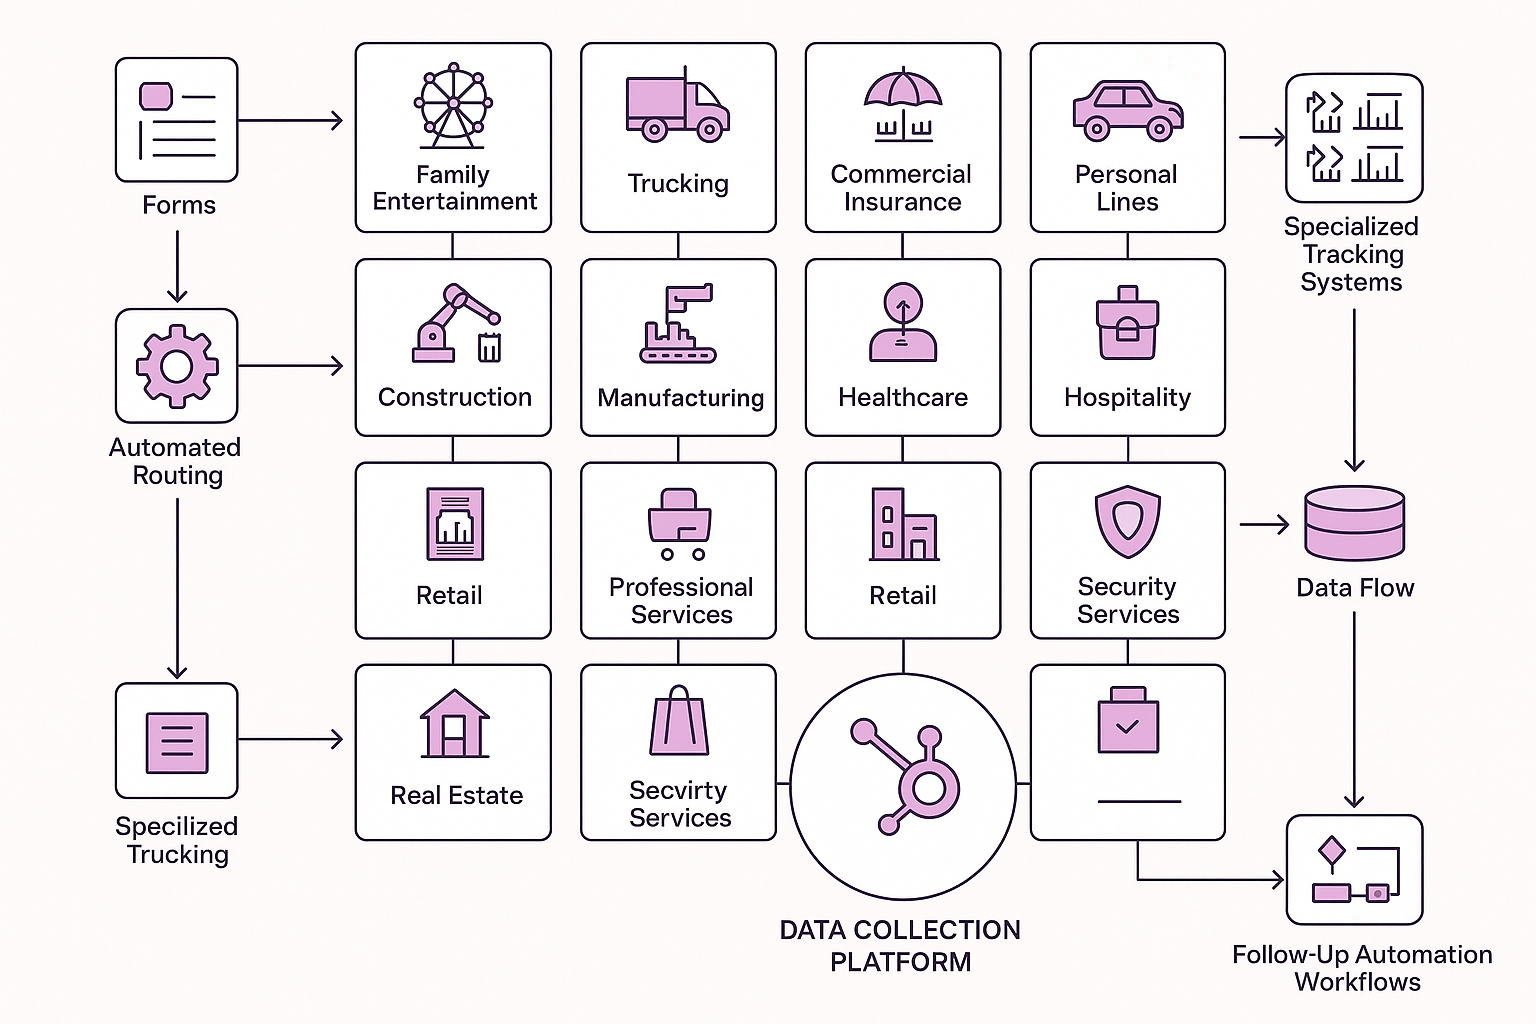 Forms
Family
Entertainment
Trucking
Commercial
Insurance
Personal
Lines
Specialized
Tracking
Systems
Automated
Routing
Construction
Manufacturing
Healthcare
Hospitality
Retail
Professional
Services
Retail
Security
Services
Data Flow
Specilized
Trucking
Real Estate
Secvirty
Services
DATA COLLECTION
PLATFORM
Follow-Up Automation
Workflows